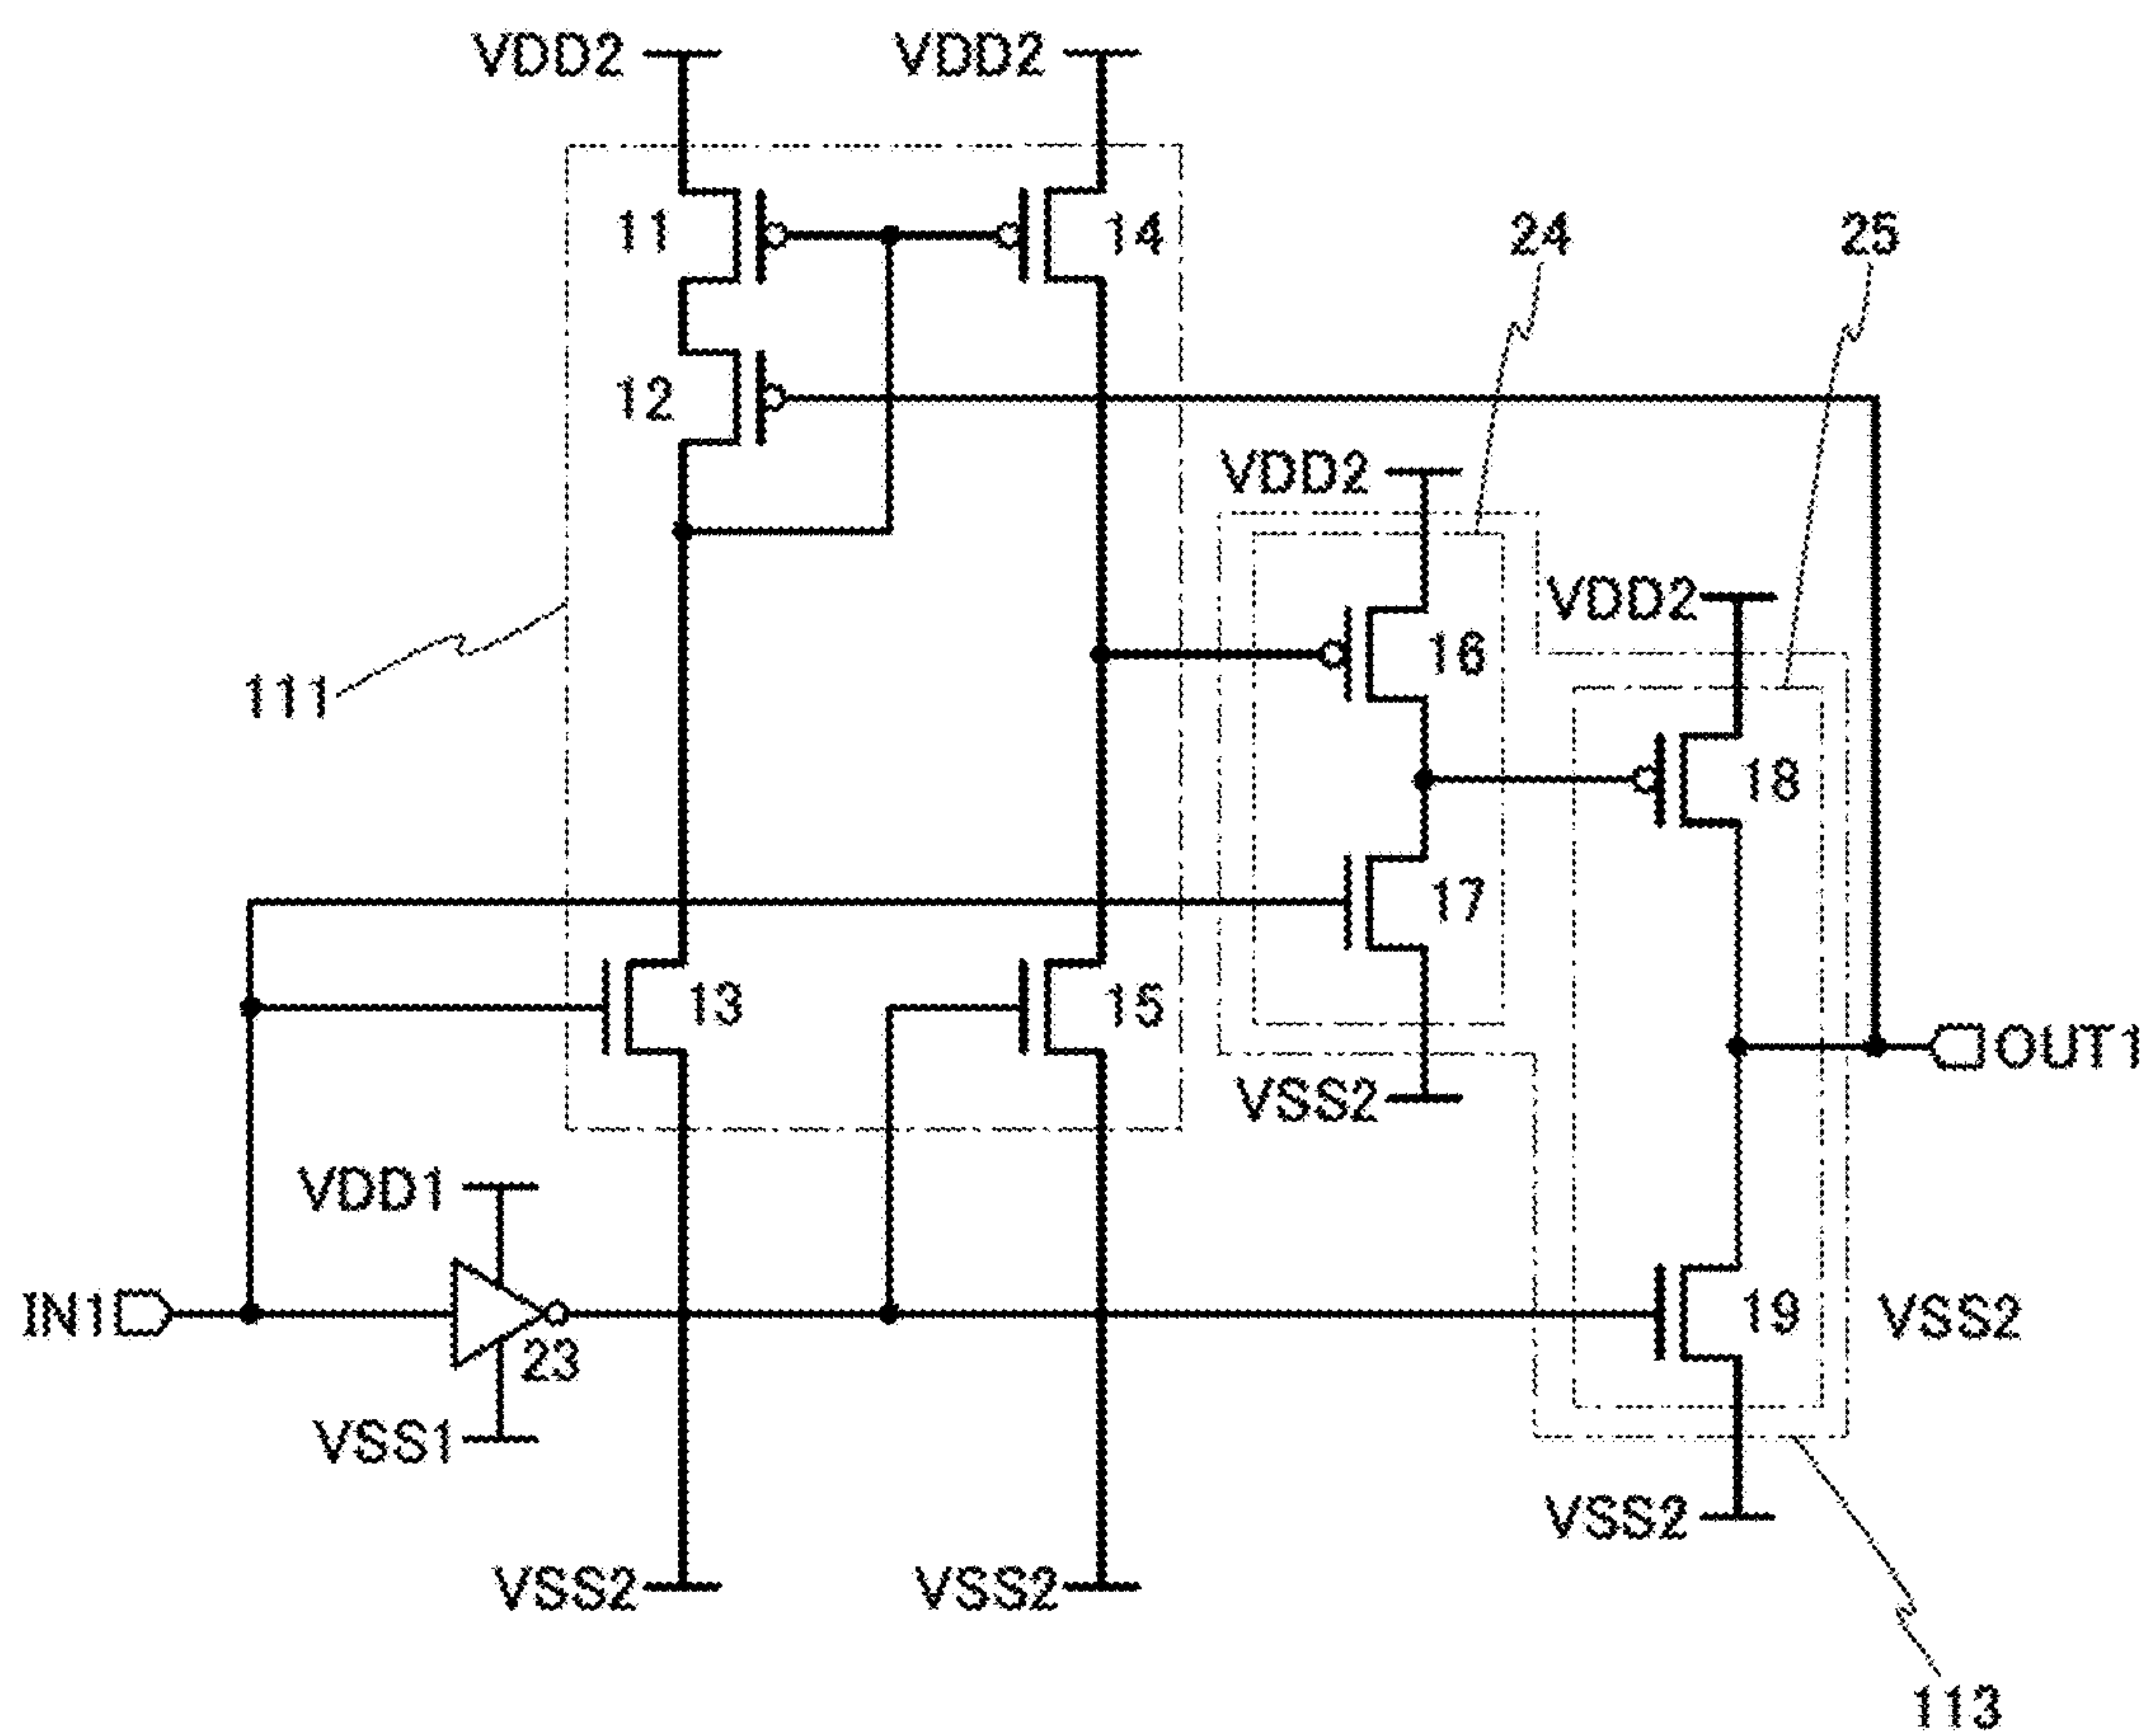 VDD2
VDD2
11
14
24
25
12
VDD2
VDD2
16
111
18
17
13
15
OUT1
VSS2
VDD1
IN1
23
19
VSS2
VSS1
VSS2
VSS2
VSS2
113